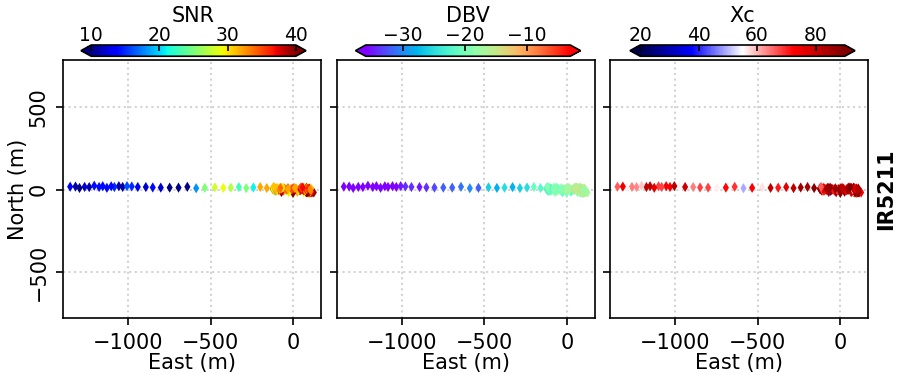 SNR DBV Xc
10 20 30 40 −30 −20 −10 20 40 60 80
500
0
−500
North (m)
IR5211
−1000 −500 0 −1000 −500 0 −1000 −500 0
East (m) East (m) East (m)